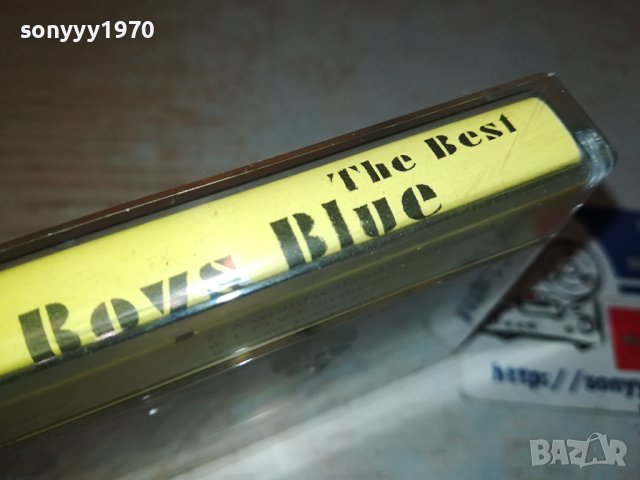 sonyyy1970
The Best
Boys Blue
http://sony
BAZAR